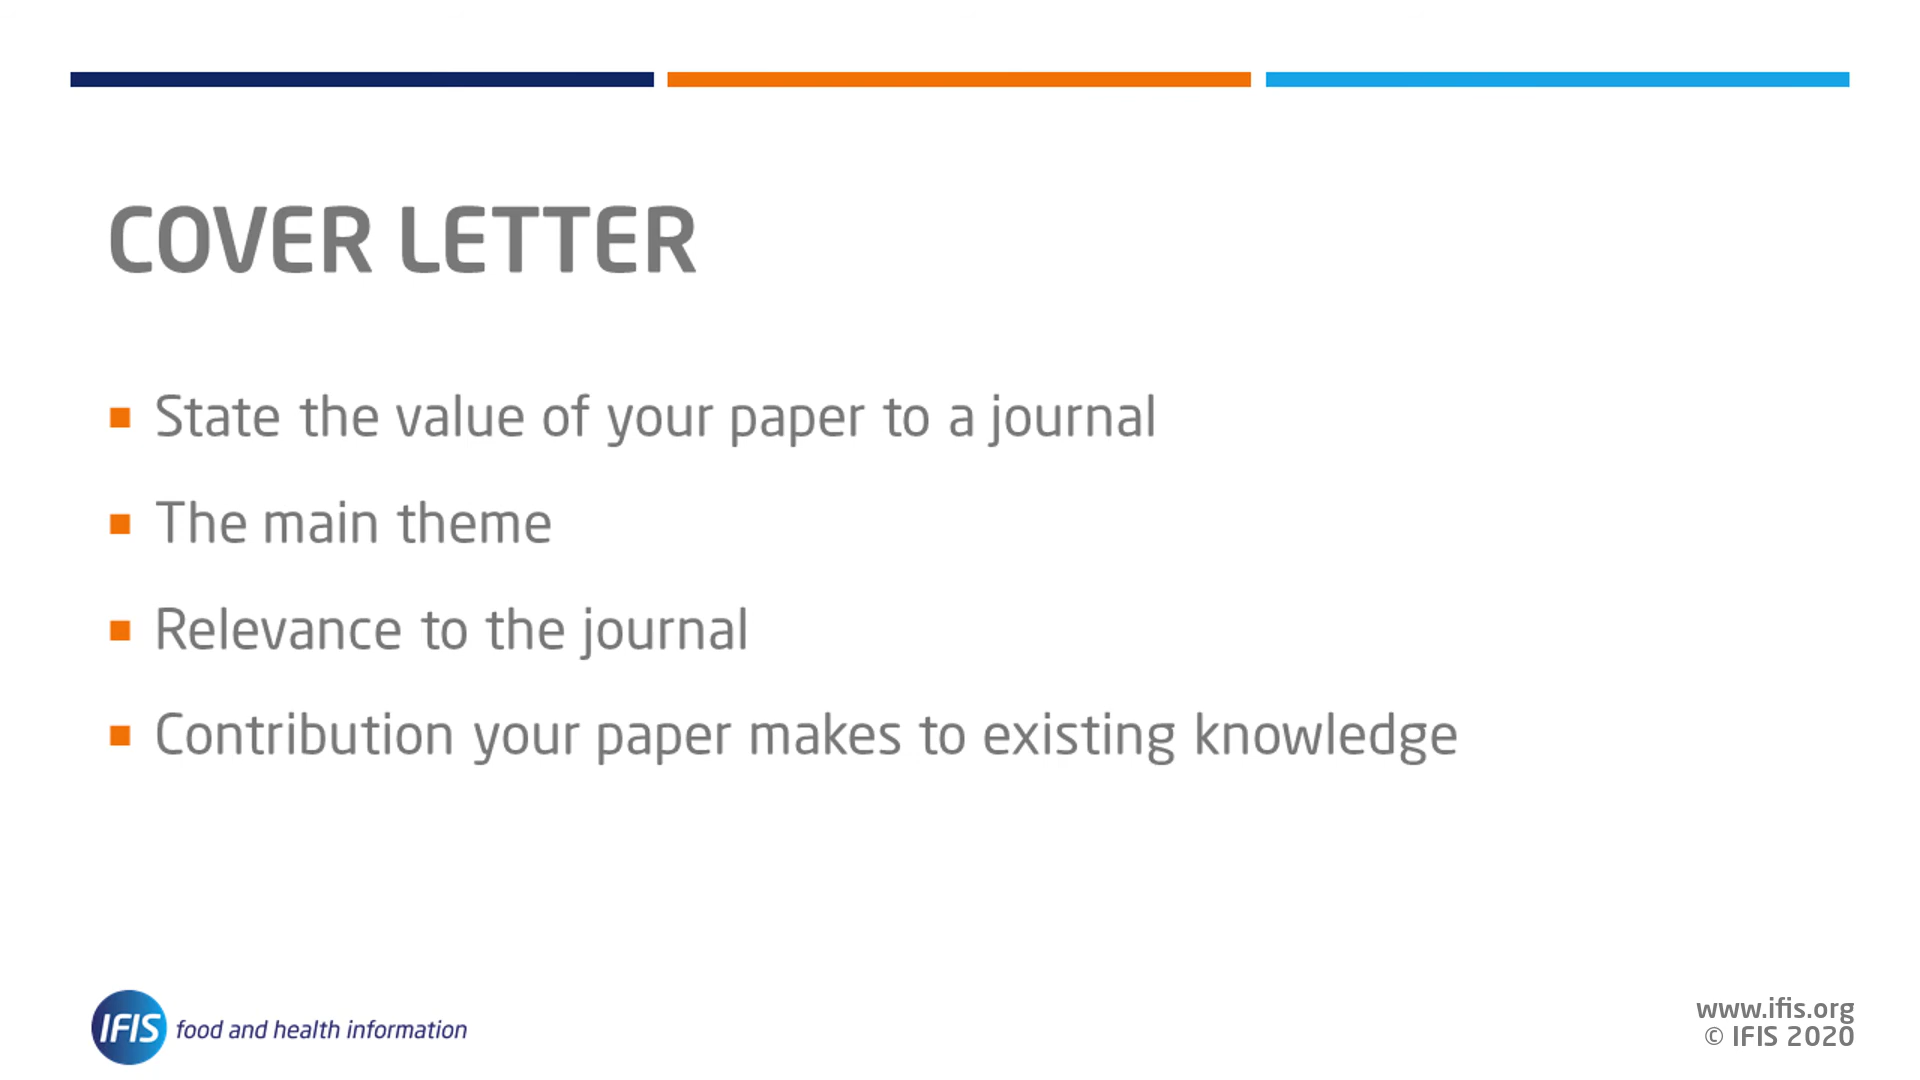 COVER LETTER
State the value of your paper to a journal
The main theme
Relevance to the journal
Contribution your paper makes to existing knowledge
IFIS food and health information
www.ifis.org
© IFIS 2020